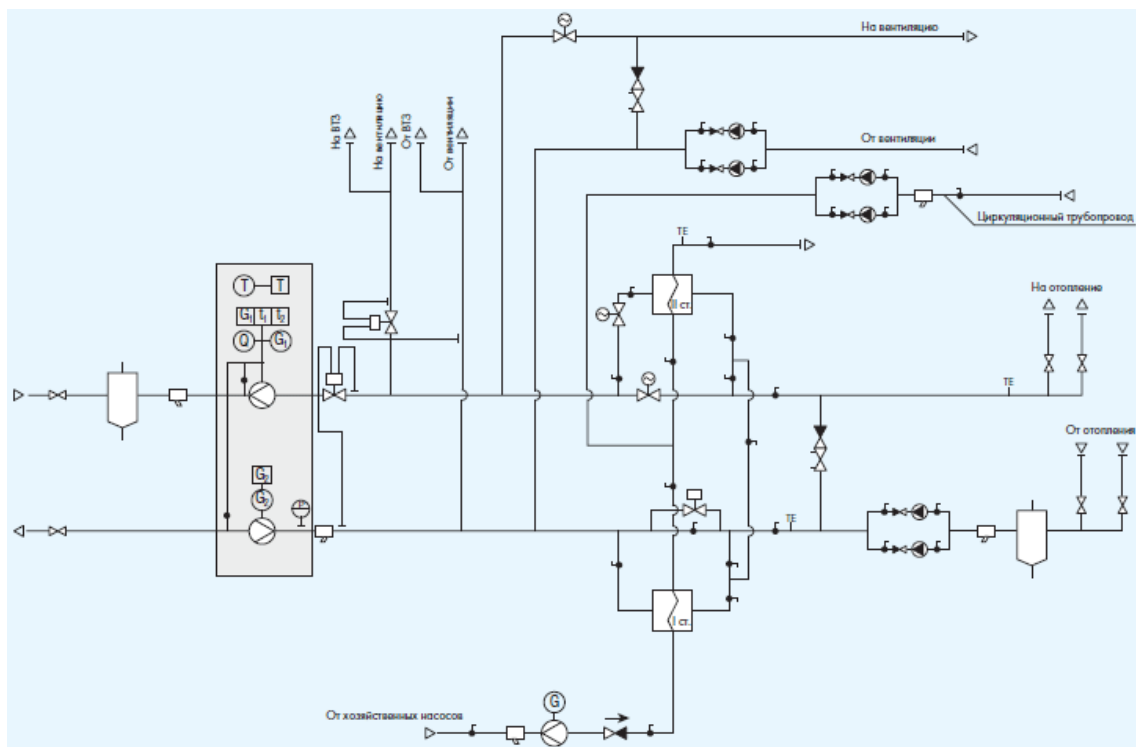 На вентиляцию
На ВТЗ
На вентиляцию
От ВТЗ
От вентиляции
От вентиляции
Циркуляционный трубопровод
TE
II ст.
На отопление
T T
G₁ t₁ t₂
Q G₁
TE
От отопления
G₂
G₂
TE
I ст.
G
От хозяйственных насосов